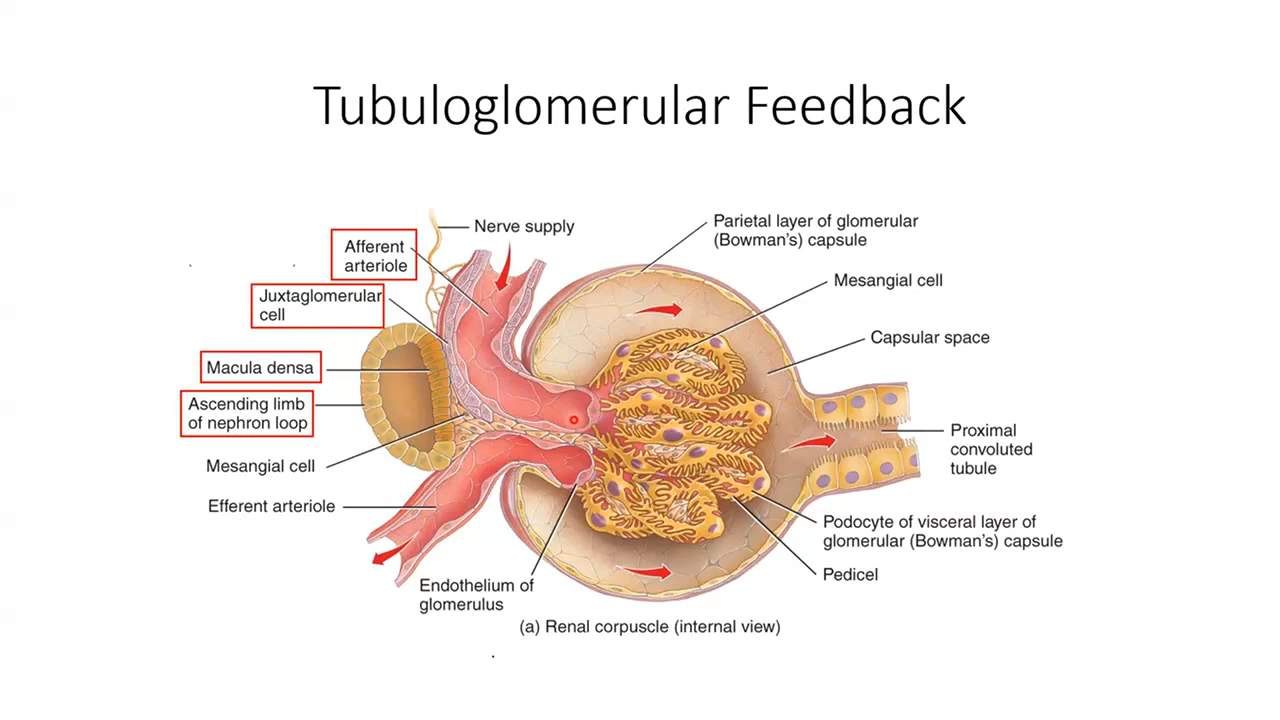 Tubuloglomerular Feedback
Nerve supply
Afferent
arteriole
Juxtaglomerular
cell
Macula densa
Ascending limb
of nephron loop
Mesangial cell
Efferent arteriole
Endothelium of
glomerulus
Parietal layer of glomerular
(Bowman's) capsule
Mesangial cell
Capsular space
Proximal
convoluted
tubule
Podocyte of visceral layer of
glomerular (Bowman's) capsule
Pedicel
(a) Renal corpuscle (internal view)